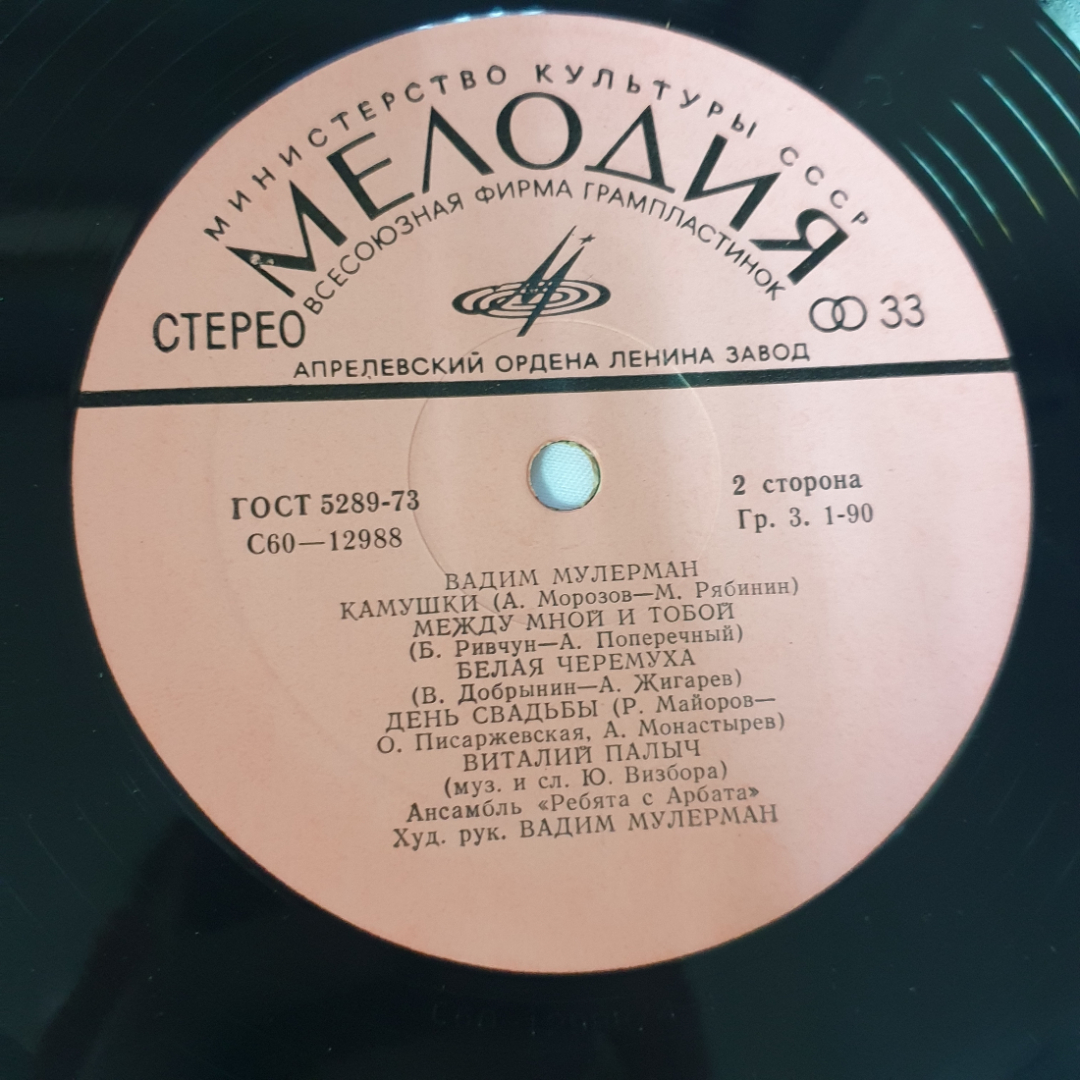 МИНИСТЕРСТВО КУЛЬТУРЫ СССР
МЕЛОДИЯ
ВСЕСОЮЗНАЯ ФИРМА ГРАМПЛАСТИНОК
СТЕРЕО
33
АПРЕЛЕВСКИЙ ОРДЕНА ЛЕНИНА ЗАВОД
ГОСТ 5289-73
С60—12988
2 сторона
Гр. 3. 1-90
ВАДИМ МУЛЕРМАН
КАМУШКИ (А. Морозов—М. Рябинин)
МЕЖДУ МНОЙ И ТОБОЙ
(Б. Ривчун—А. Поперечный)
БЕЛАЯ ЧЕРЕМУХА
(В. Добрынин—А. Жигарев)
ДЕНЬ СВАДЬБЫ (Р. Майоров—
О. Писаржевская, А. Монастырев)
ВИТАЛИЙ ПАЛЫЧ
(муз. и сл. Ю. Визбора)
Ансамбль «Ребята с Арбата»
Худ. рук. ВАДИМ МУЛЕРМАН